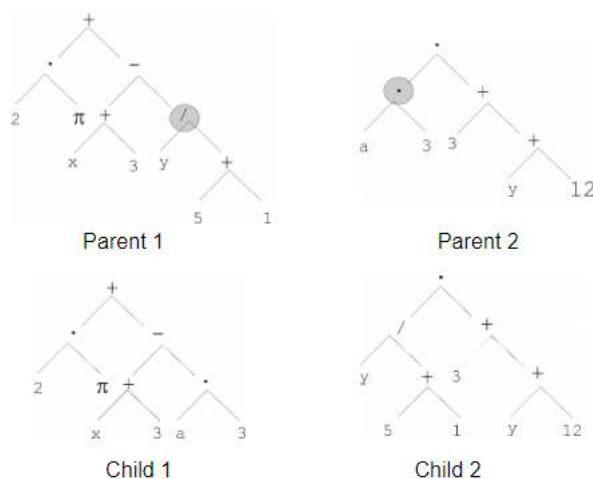 +
· −
2 π + /
x 3 y +
5 1
Parent 1
·
· +
a 3 3 +
y 12
Parent 2
+
· −
2 π + ·
x 3 a 3
Child 1
·
/ +
y + 3 +
5 1 y 12
Child 2